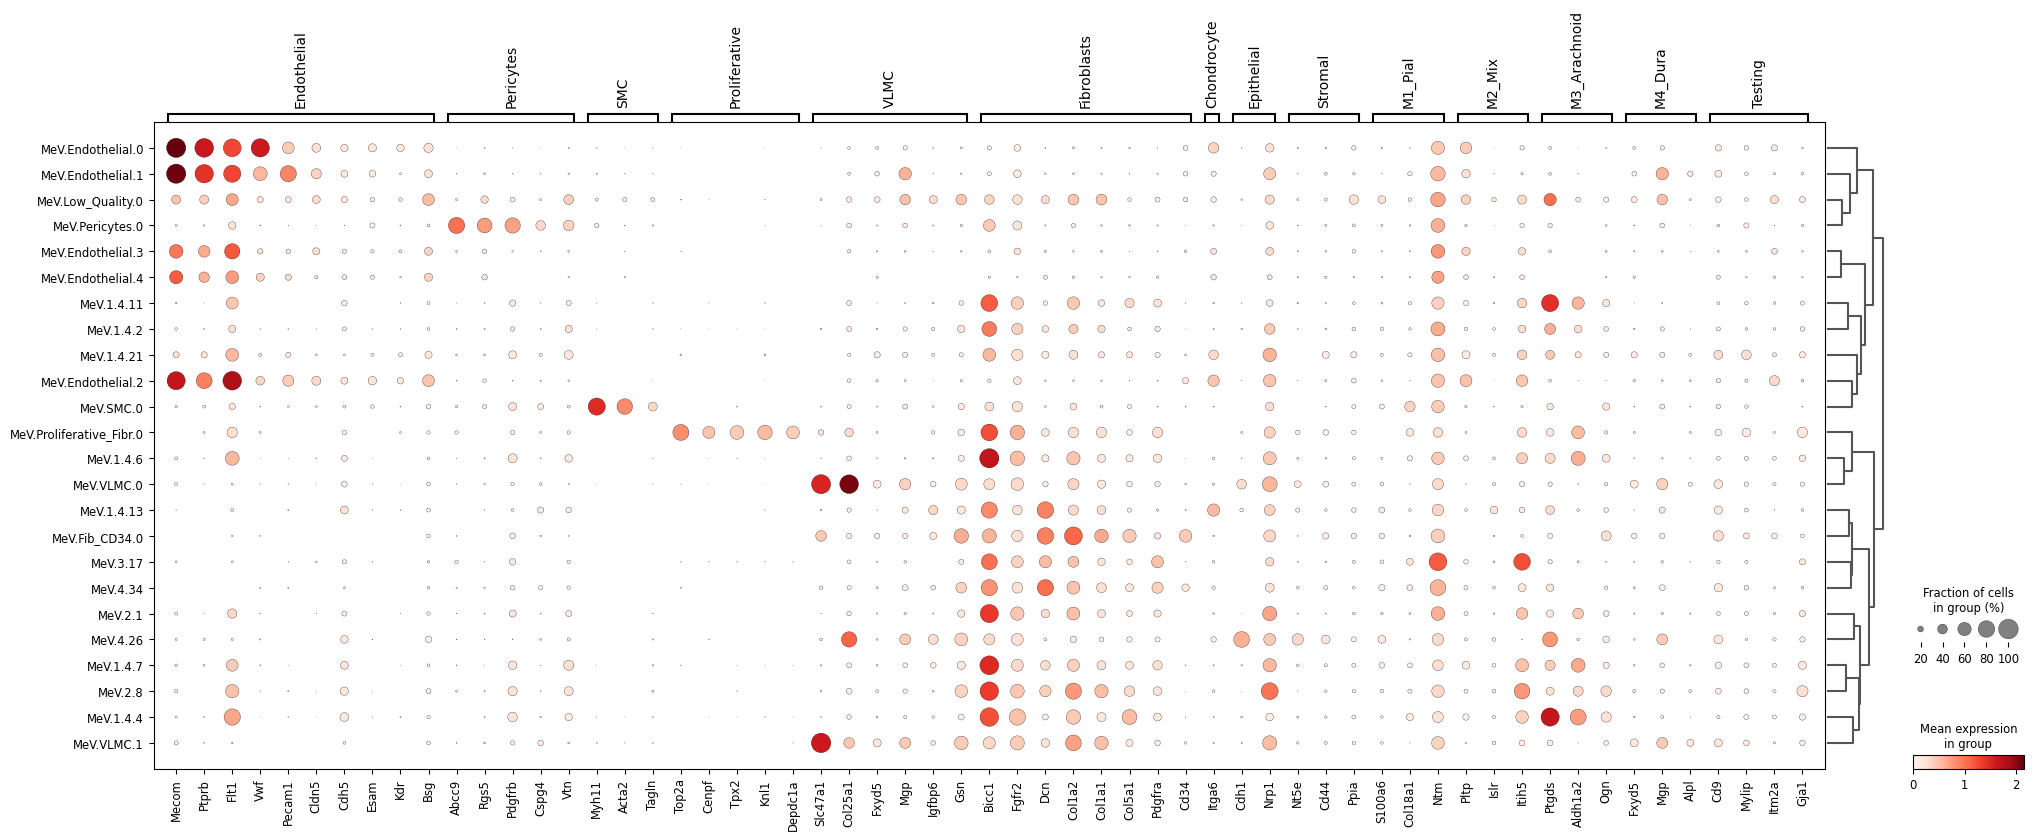 Endothelial
Pericytes
SMC
Proliferative
VLMC
Fibroblasts
Chondrocyte
Epithelial
Stromal
M1_Pial
M2_Mix
M3_Arachnoid
M4_Dura
Testing
MeV.Endothelial.0
MeV.Endothelial.1
MeV.Low_Quality.0
MeV.Pericytes.0
MeV.Endothelial.3
MeV.Endothelial.4
MeV.1.4.11
MeV.1.4.2
MeV.1.4.21
MeV.Endothelial.2
MeV.SMC.0
MeV.Proliferative_Fibr.0
MeV.1.4.6
MeV.VLMC.0
MeV.1.4.13
MeV.Fib_CD34.0
MeV.3.17
MeV.4.34
MeV.2.1
MeV.4.26
MeV.1.4.7
MeV.2.8
MeV.1.4.4
MeV.VLMC.1
Mecom
Ptprb
Flt1
Vwf
Pecam1
Cldn5
Cdh5
Esam
Kdr
Bsg
Abcc9
Rgs5
Pdgfrb
Cspg4
Vtn
Myh11
Acta2
Tagln
Top2a
Cenpf
Tpx2
Knl1
Depdc1a
Slc47a1
Col25a1
Fxyd5
Mgp
Igfbp6
Gsn
Bicc1
Fgfr2
Dcn
Col1a2
Col1a1
Col5a1
Pdgfra
Cd34
Itga6
Cdh1
Nrp1
Nt5e
Cd44
Ppia
S100a6
Col18a1
Ntm
Pltp
Islr
Itih5
Ptgds
Aldh1a2
Ogn
Fxyd5
Mgp
Alpl
Cd9
Mylip
Itm2a
Gja1
Fraction of cells
in group (%)
20 40 60 80 100
Mean expression
in group
0 1 2